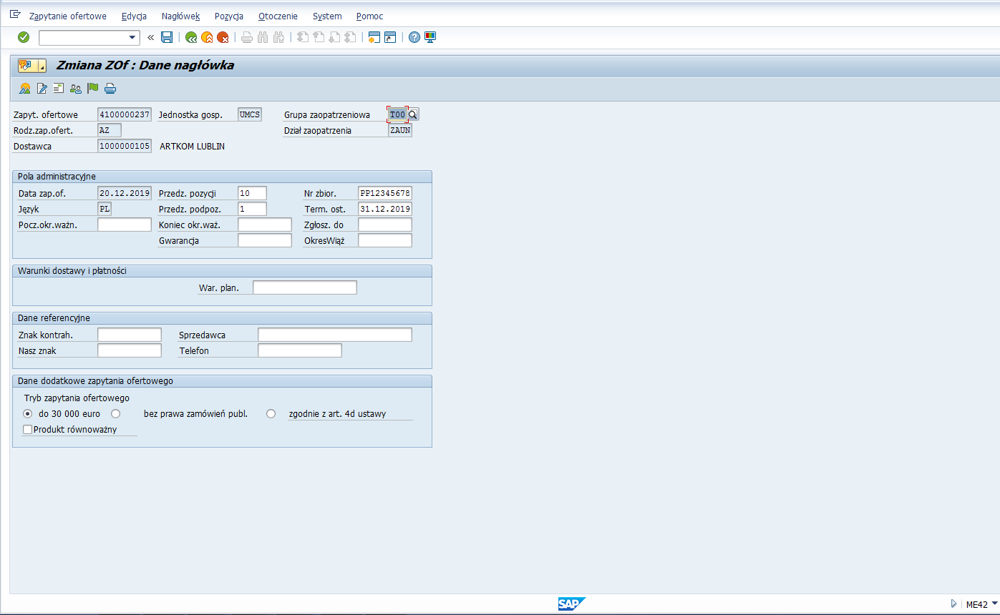 Zapytanie ofertowe Edycja Nagłówek Pozycja Otoczenie System Pomoc
Zmiana ZOf : Dane nagłówka
Zapyt. ofertowe 4100000237 Jednostka gosp. UMCS Grupa zaopatrzeniowa T00
Rodz.zap.ofert. AZ Dział zaopatrzenia ZAUN
Dostawca 1000000105 ARTKOM LUBLIN
Pola administracyjne
Data zap.of. 20.12.2019 Przedz. pozycji 10 Nr zbior. PP12345678
Język PL Przedz. podpoz. 1 Term. ost. 31.12.2019
Pocz.okr.ważn. Koniec okr.waż. Zgłosz. do
Gwarancja OkresWiąż
Warunki dostawy i płatności
War. plan.
Dane referencyjne
Znak kontrah. Sprzedawca
Nasz znak Telefon
Dane dodatkowe zapytania ofertowego
Tryb zapytania ofertowego
do 30 000 euro bez prawa zamówień publ. zgodnie z art. 4d ustawy
Produkt równoważny
SAP ME42